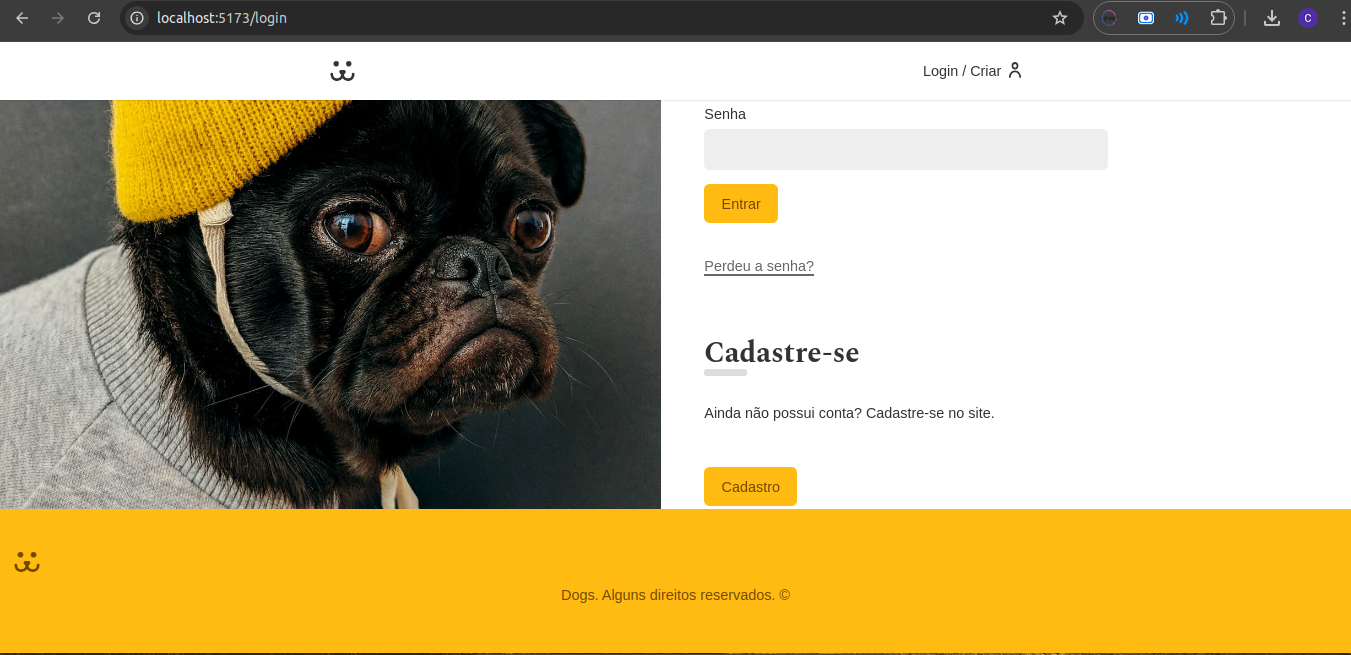 localhost:5173/login
C
Login / Criar
Senha
Entrar
Perdeu a senha?
Cadastre-se
Ainda não possui conta? Cadastre-se no site.
Cadastro
Dogs. Alguns direitos reservados. ©